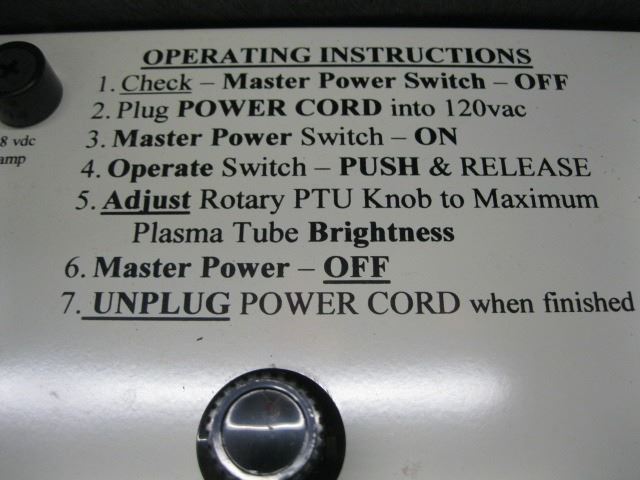 OPERATING INSTRUCTIONS
1. Check – Master Power Switch – OFF
2. Plug POWER CORD into 120vac
3. Master Power Switch – ON
4. Operate Switch – PUSH & RELEASE
5. Adjust Rotary PTU Knob to Maximum
Plasma Tube Brightness
6. Master Power – OFF
7. UNPLUG POWER CORD when finished
8 vdc
amp